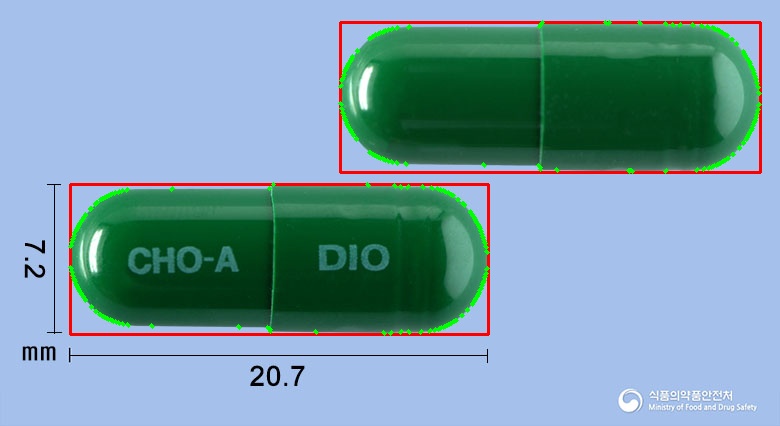 CHO-A DIO
7.2
mm
20.7
식품의약품안전처
Ministry of Food and Drug Safety